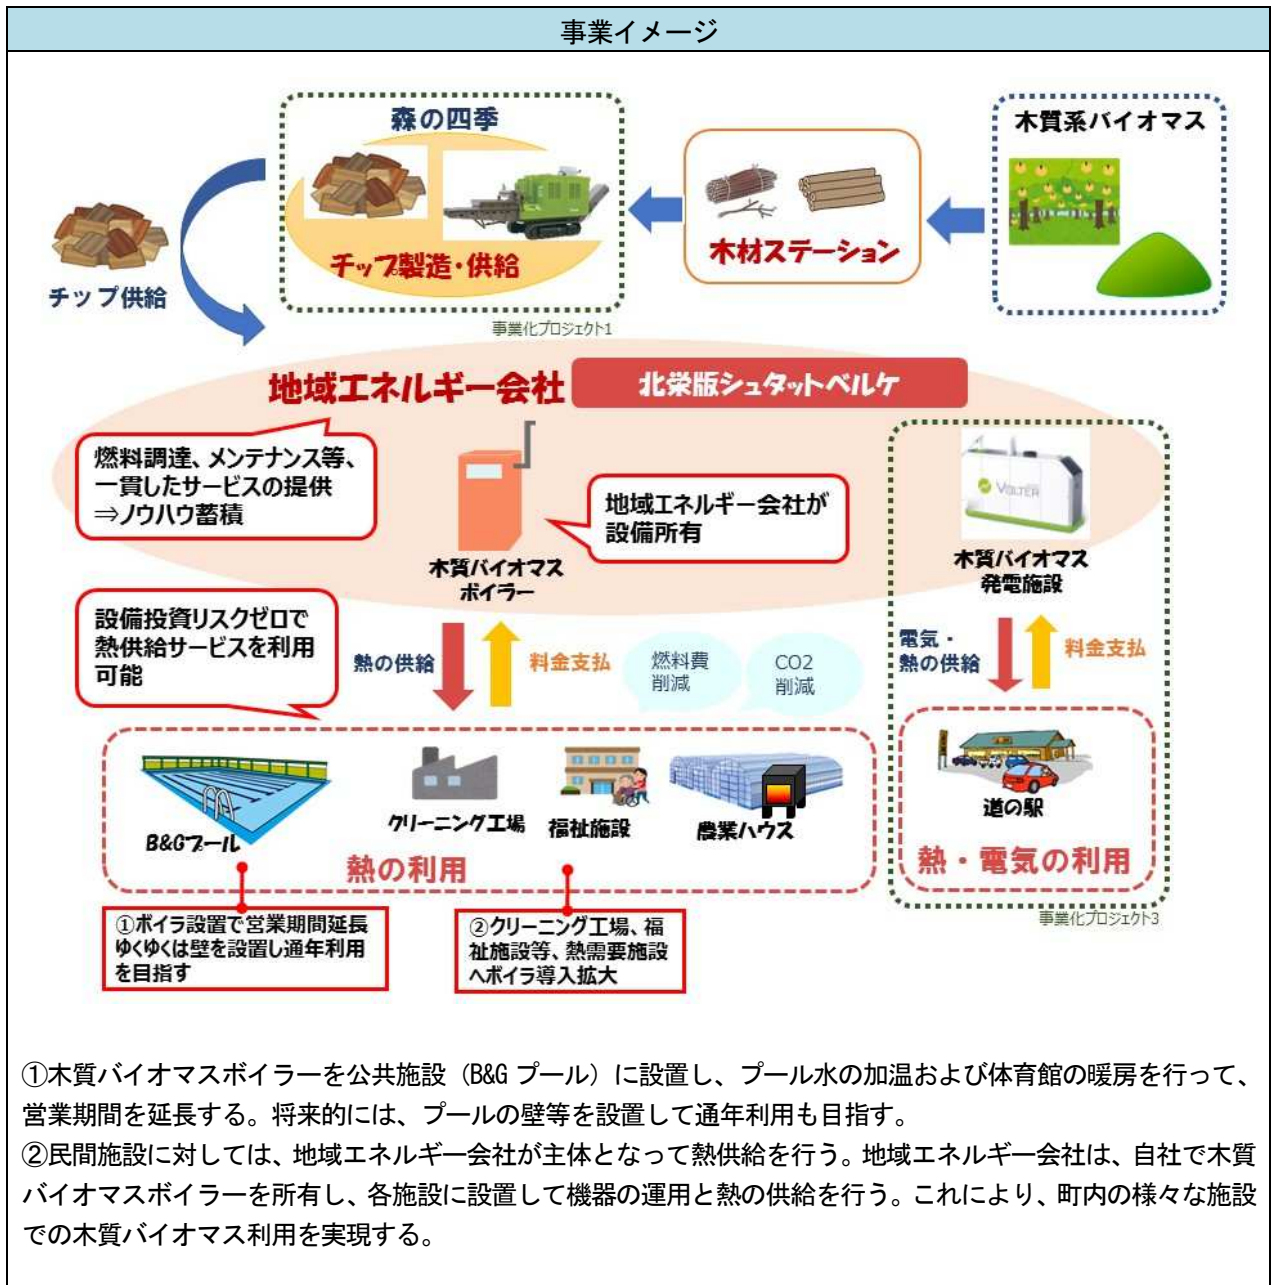 事業イメージ
森の四季
チップ製造・供給
事業化プロジェクト1
木材ステーション
木質系バイオマス
チップ供給
地域エネルギー会社
北栄版シュタットベルケ
燃料調達、メンテナンス等、
一貫したサービスの提供
⇒ノウハウ蓄積
木質バイオマス
ボイラー
地域エネルギー会社が
設備所有
VOLTER
木質バイオマス
発電施設
設備投資リスクゼロで
熱供給サービスを利用
可能
熱の供給
料金支払
燃料費
削減
CO2
削減
電気・
熱の供給
料金支払
B&Gプール
クリーニング工場
福祉施設
農業ハウス
熱の利用
道の駅
熱・電気の利用
事業化プロジェクト3
①ボイラ設置で営業期間延長
ゆくゆくは壁を設置し通年利用
を目指す
②クリーニング工場、福
祉施設等、熱需要施設
へボイラ導入拡大
①木質バイオマスボイラーを公共施設（B&G プール）に設置し、プール水の加温および体育館の暖房を行って、
営業期間を延長する。将来的には、プールの壁等を設置して通年利用も目指す。
②民間施設に対しては、地域エネルギー会社が主体となって熱供給を行う。地域エネルギー会社は、自社で木質
バイオマスボイラーを所有し、各施設に設置して機器の運用と熱の供給を行う。これにより、町内の様々な施設
での木質バイオマス利用を実現する。